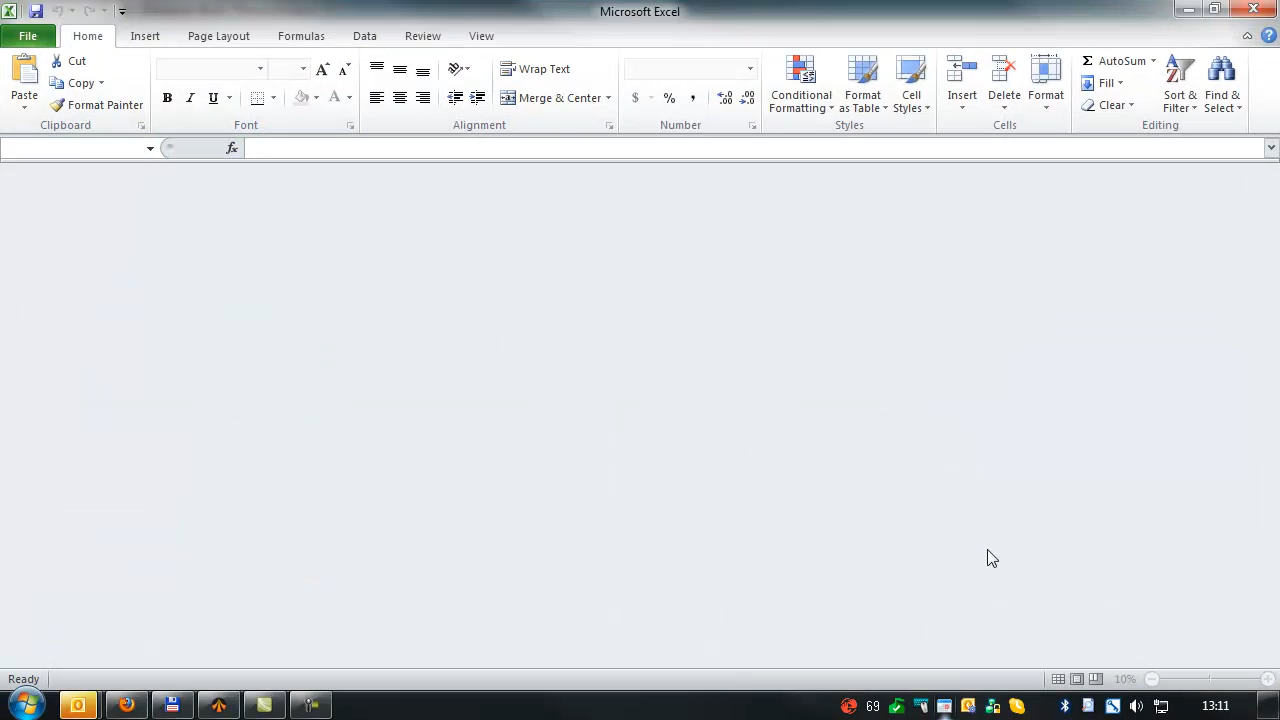 Microsoft Excel
File Home Insert Page Layout Formulas Data Review View
Paste
Cut
Copy
Format Painter
Clipboard
B I U
Font
Wrap Text
Merge & Center
Alignment
$ % ,
Number
Conditional Formatting
Format as Table
Cell Styles
Styles
Insert
Delete
Format
Cells
Σ AutoSum
Fill
Clear
Sort & Filter
Find & Select
Editing
fx
Ready
10%
69
13:11